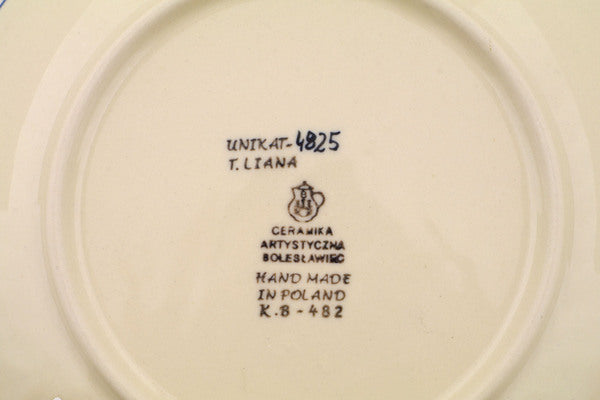 UNIKAT-4825
T. LIANA
CERAMIKA
ARTYSTYCZNA
BOLESŁAWIEC
HAND MADE
IN POLAND
K.B-482